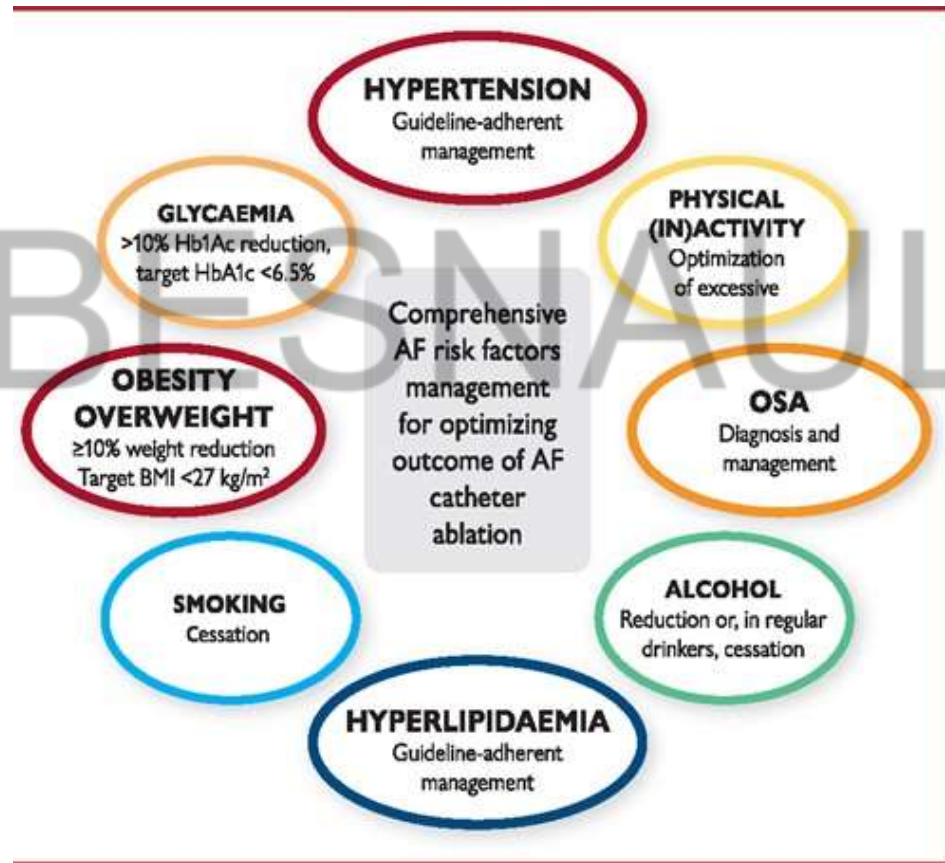 HYPERTENSION
Guideline-adherent
management
GLYCAEMIA
>10% Hb1Ac reduction,
target HbA1c <6.5%
PHYSICAL
(IN)ACTIVITY
Optimization
of excessive
BESNAUL
Comprehensive
AF risk factors
management
for optimizing
outcome of AF
catheter
ablation
OBESITY
OVERWEIGHT
≥10% weight reduction
Target BMI <27 kg/m²
OSA
Diagnosis and
management
SMOKING
Cessation
ALCOHOL
Reduction or, in regular
drinkers, cessation
HYPERLIPIDAEMIA
Guideline-adherent
management